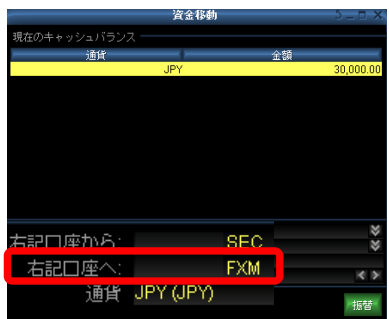 資金移動
現在のキャッシュバランス
通貨 金額
JPY 30,000.00
右記口座から: SEC
右記口座へ: FXM
通貨 JPY (JPY)
振替